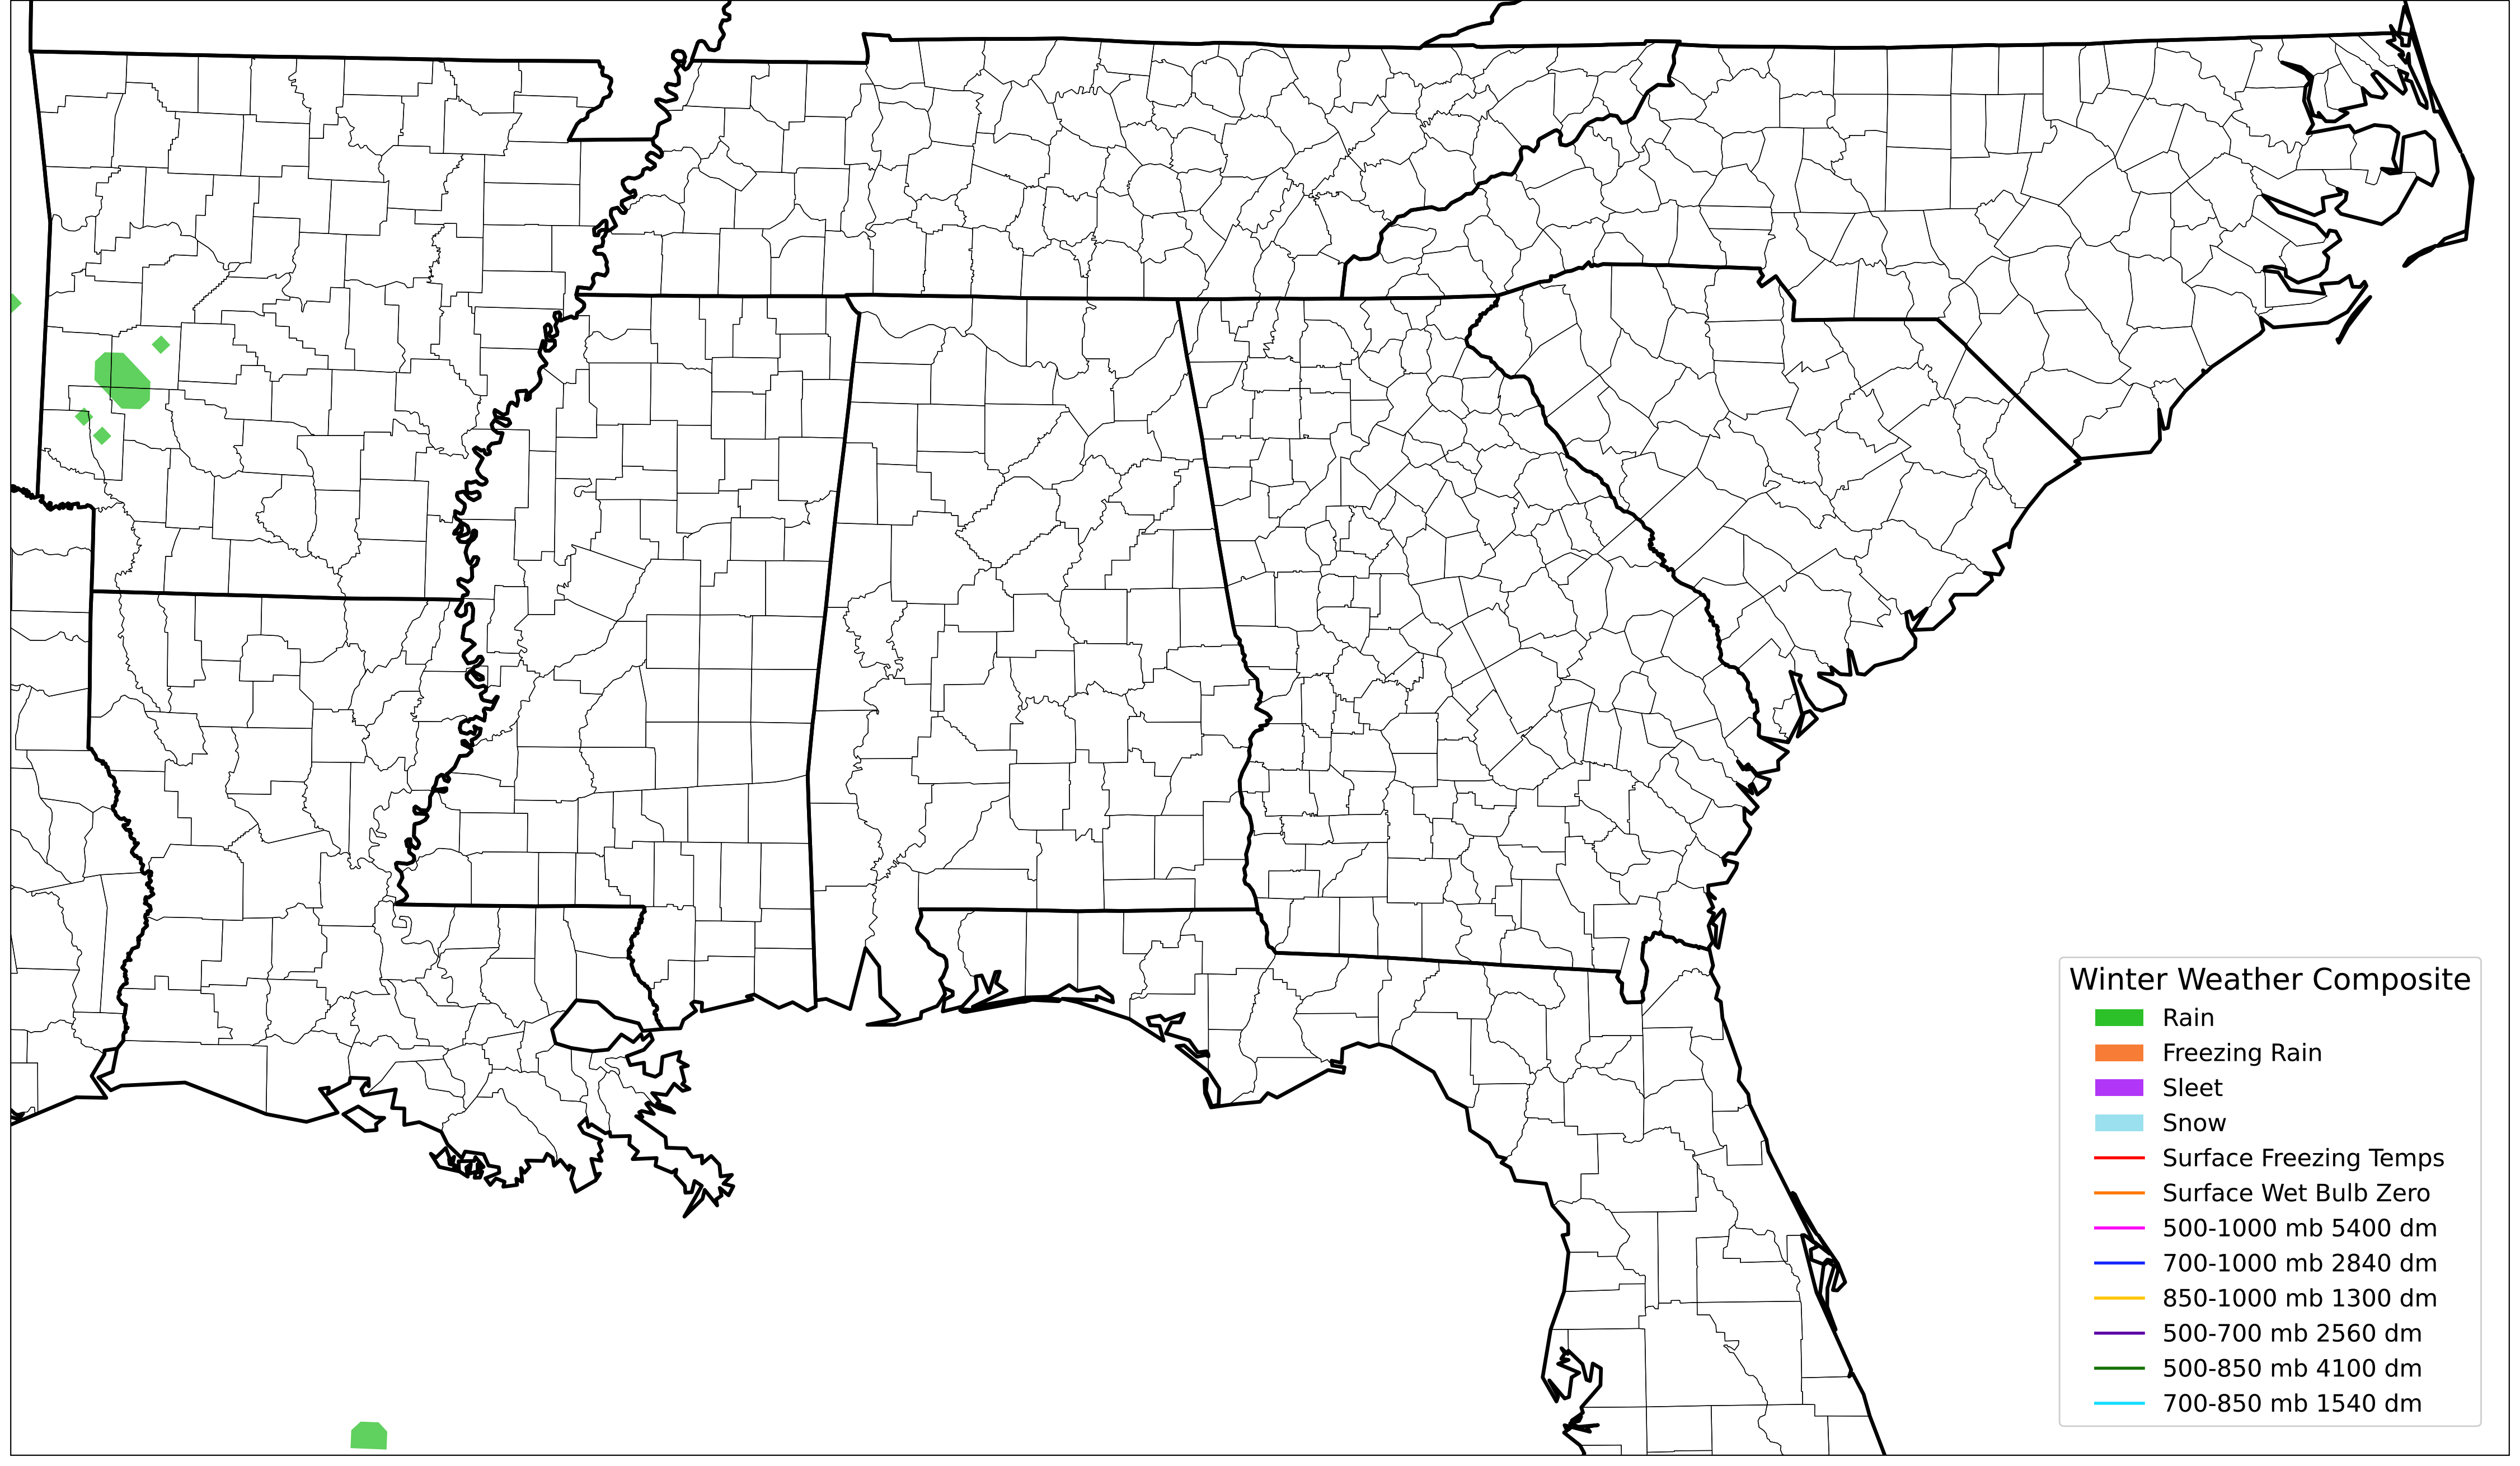 Winter Weather Composite
Rain
Freezing Rain
Sleet
Snow
Surface Freezing Temps
Surface Wet Bulb Zero
500-1000 mb 5400 dm
700-1000 mb 2840 dm
850-1000 mb 1300 dm
500-700 mb 2560 dm
500-850 mb 4100 dm
700-850 mb 1540 dm